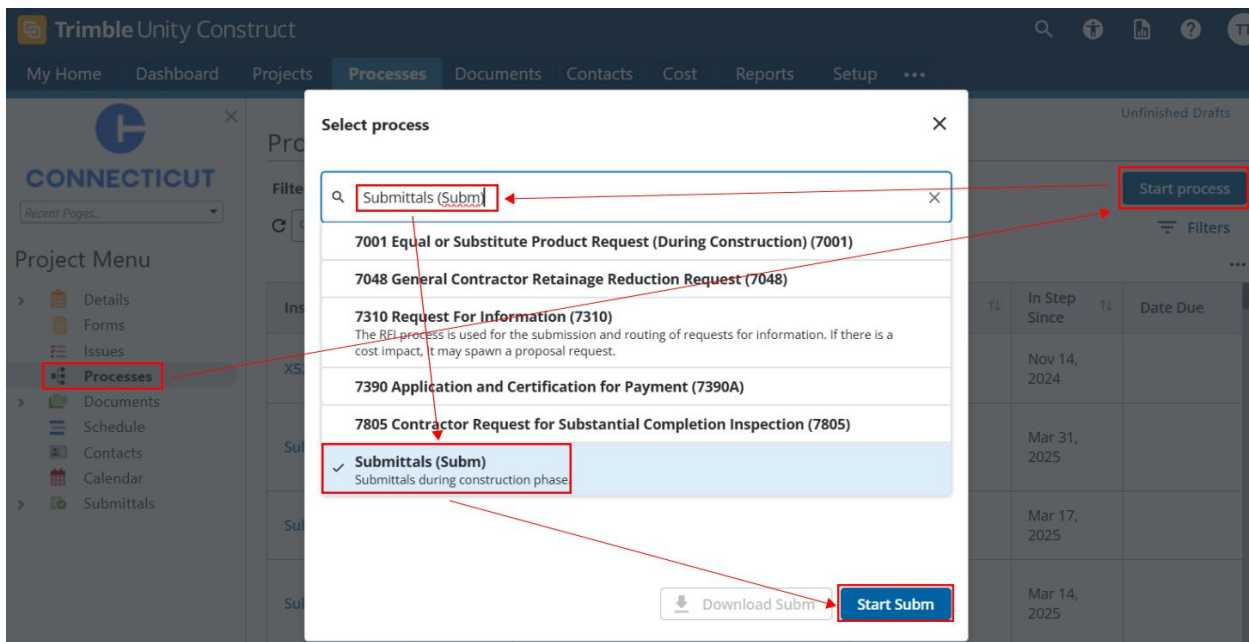 Trimble Unity Construct
My Home Dashboard Projects Processes Documents Contacts Cost Reports Setup •••
CONNECTICUT
Recent Pages...
Project Menu
Details
Forms
Issues
Processes
Documents
Schedule
Contacts
Calendar
Submittals
Unfinished Drafts
Start process
Filters
In Step
Since
Date Due
Nov 14,
2024
Mar 31,
2025
Mar 17,
2025
Mar 14,
2025
Select process
Submittals (Subm)
7001 Equal or Substitute Product Request (During Construction) (7001)
7048 General Contractor Retainage Reduction Request (7048)
7310 Request For Information (7310)
The RFI process is used for the submission and routing of requests for information. If there is a
cost impact, it may spawn a proposal request.
7390 Application and Certification for Payment (7390A)
7805 Contractor Request for Substantial Completion Inspection (7805)
Submittals (Subm)
Submittals during construction phase.
Download Subm
Start Subm